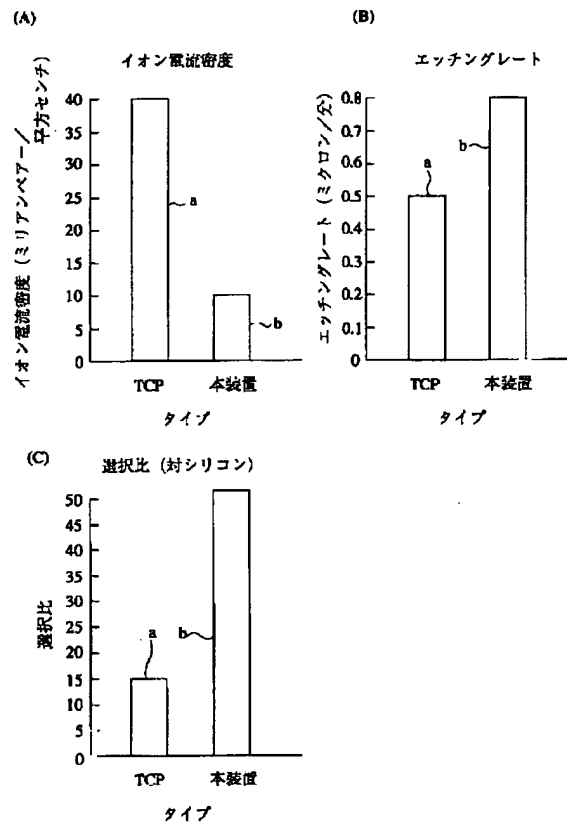 (A)
イオン電流密度
イオン電流密度 (ミリアンペアー/
平方センチ)
40
35
30
25
20
15
10
5
0
a
b
TCP
本装置
タイプ
(B)
エッチングレート
エッチングレート (ミクロン/分)
0.8
0.7
0.6
0.5
0.4
0.3
0.2
0.1
0
a
b
TCP
本装置
タイプ
(C)
選択比 (対シリコン)
選択比
50
45
40
35
30
25
20
15
10
5
0
a
b
TCP
本装置
タイプ